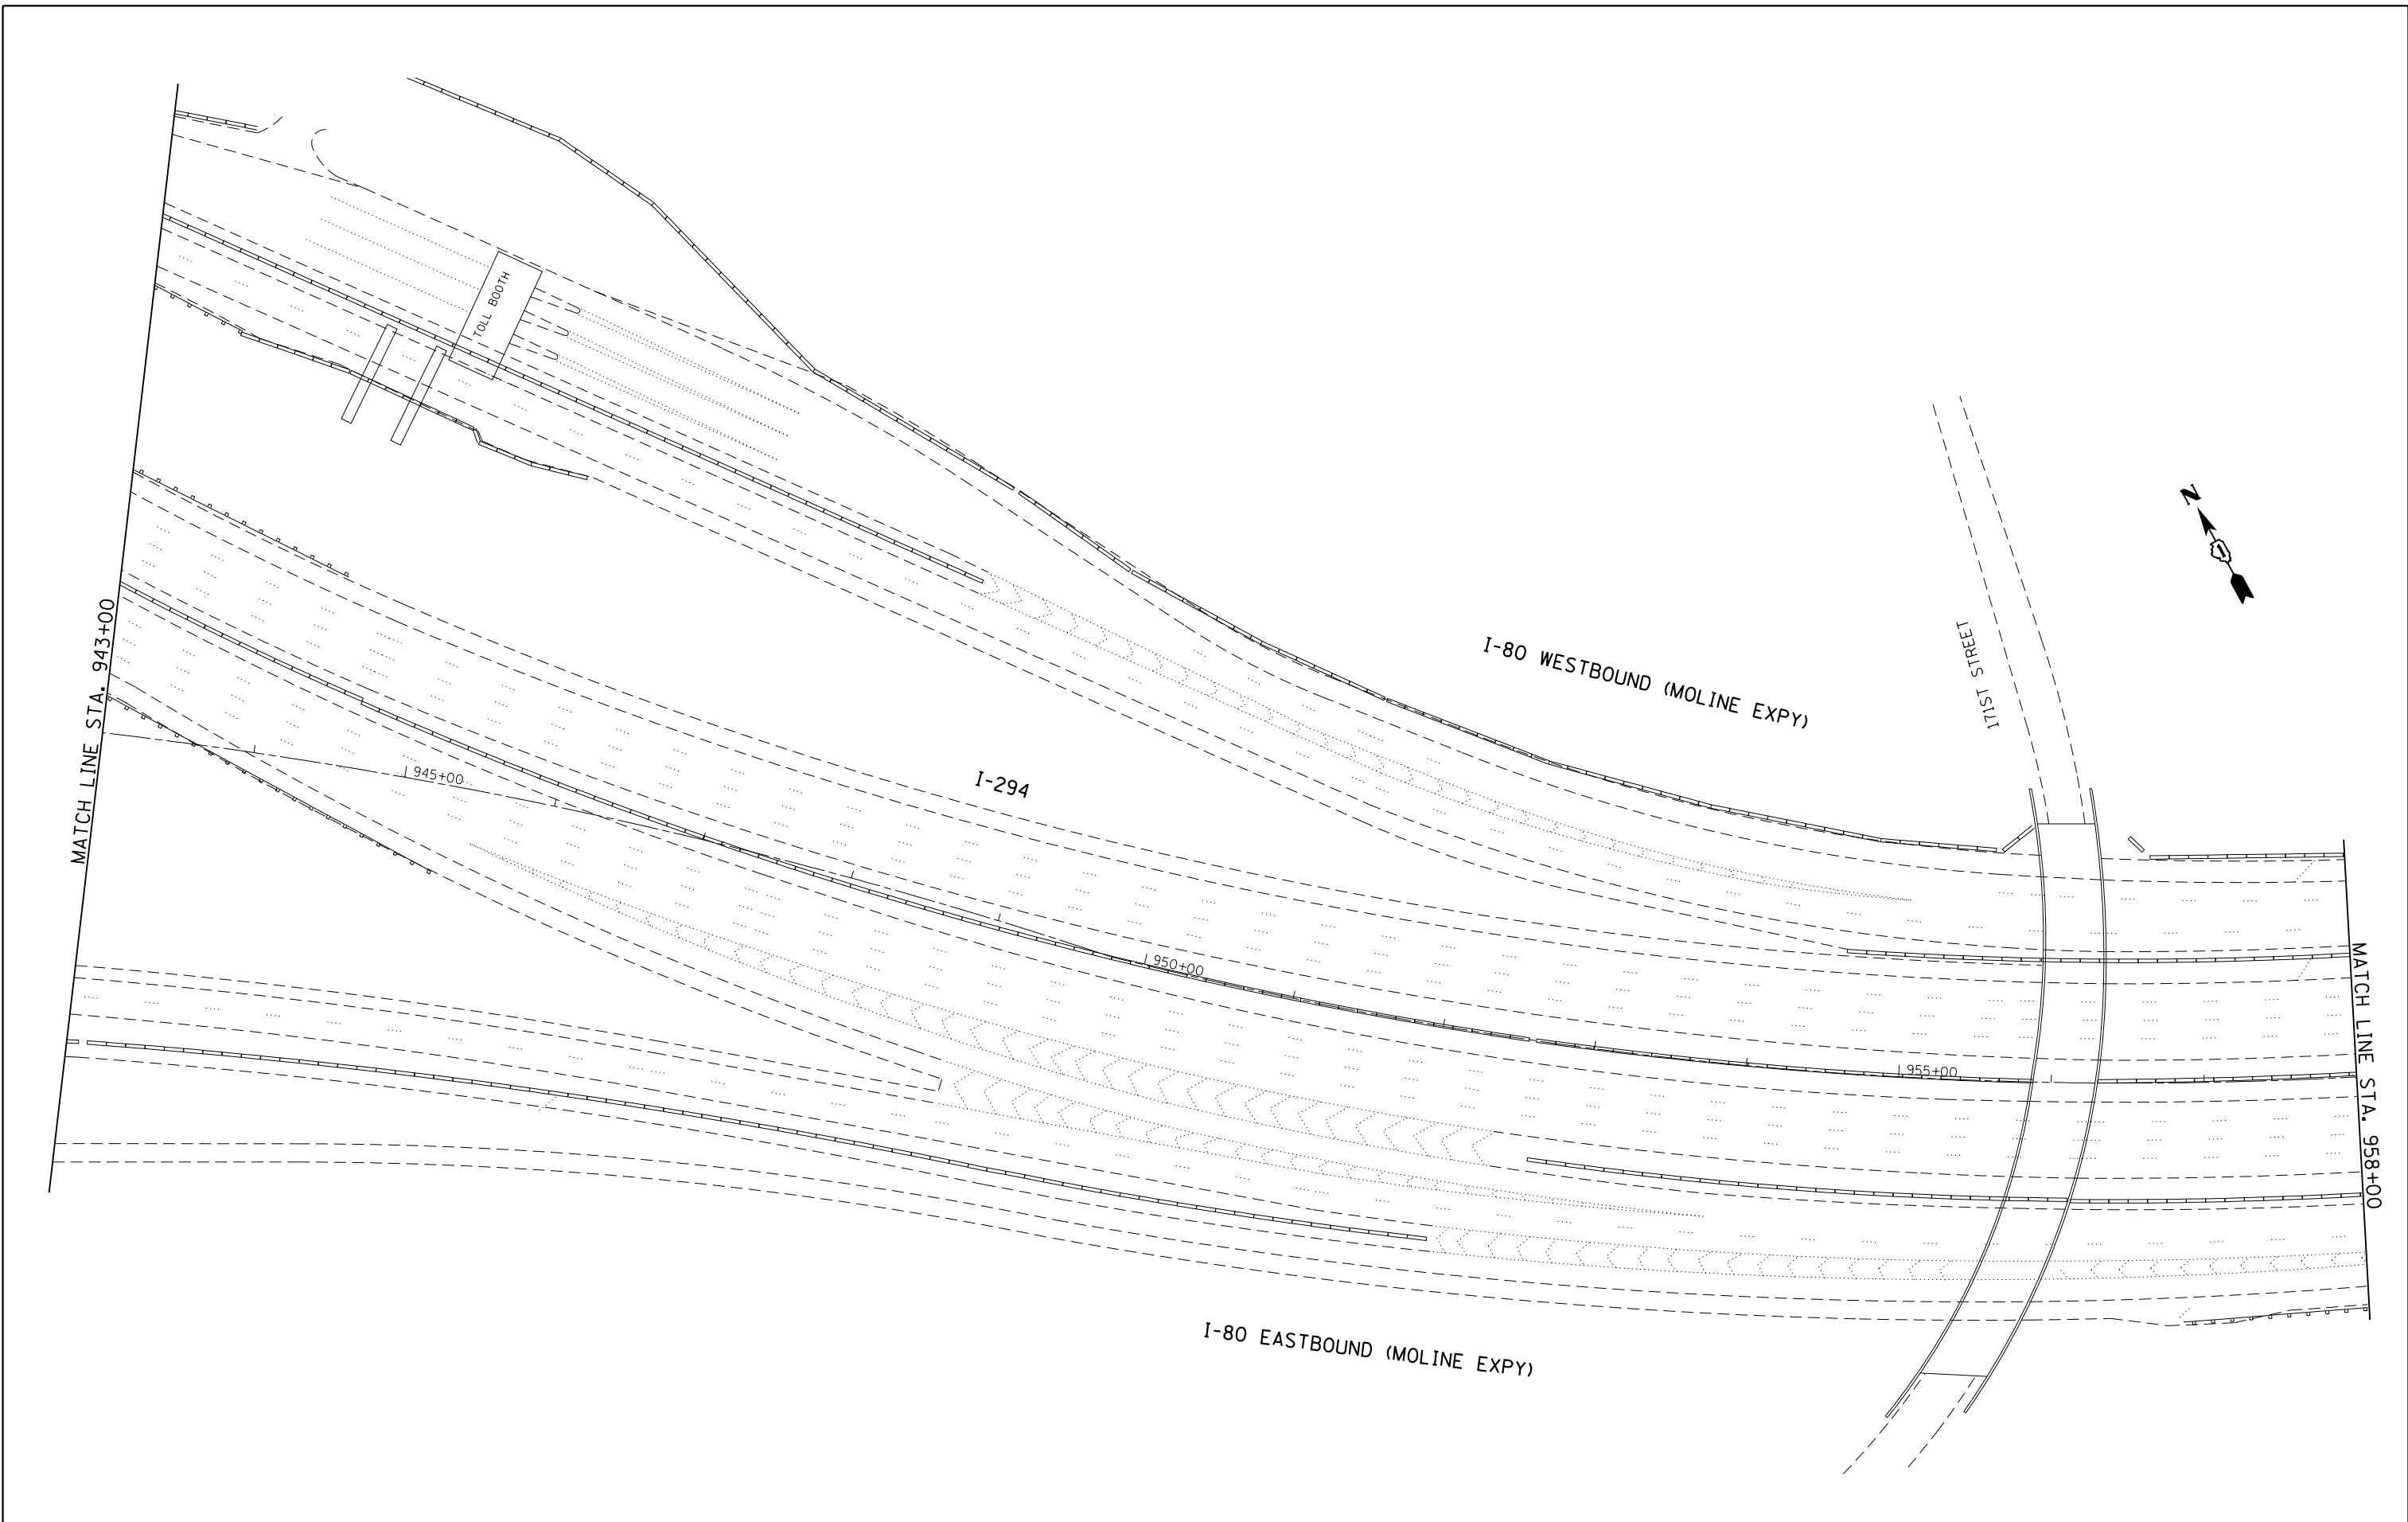 TOLL BOOTH
N
MATCH LINE STA. 943+00
I-80 WESTBOUND (MOLINE EXPY)
171ST STREET
945+00
I-294
950+00
955+00
MATCH LINE STA. 958+00
I-80 EASTBOUND (MOLINE EXPY)